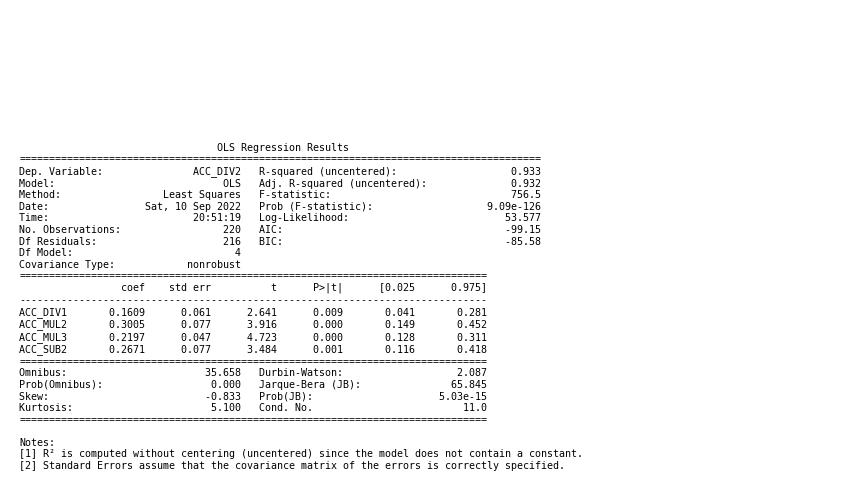 OLS Regression Results
=======================================================================================
Dep. Variable:               ACC_DIV2   R-squared (uncentered):                   0.933
Model:                            OLS   Adj. R-squared (uncentered):              0.932
Method:                 Least Squares   F-statistic:                              756.5
Date:                Sat, 10 Sep 2022   Prob (F-statistic):                   9.09e-126
Time:                        20:51:19   Log-Likelihood:                          53.577
No. Observations:                 220   AIC:                                     -99.15
Df Residuals:                     216   BIC:                                     -85.58
Df Model:                           4
Covariance Type:            nonrobust
==============================================================================
                 coef    std err          t      P>|t|      [0.025      0.975]
------------------------------------------------------------------------------
ACC_DIV1       0.1609      0.061      2.641      0.009       0.041       0.281
ACC_MUL2       0.3005      0.077      3.916      0.000       0.149       0.452
ACC_MUL3       0.2197      0.047      4.723      0.000       0.128       0.311
ACC_SUB2       0.2671      0.077      3.484      0.001       0.116       0.418
==============================================================================
Omnibus:                       35.658   Durbin-Watson:                   2.087
Prob(Omnibus):                  0.000   Jarque-Bera (JB):               65.845
Skew:                          -0.833   Prob(JB):                     5.03e-15
Kurtosis:                       5.100   Cond. No.                         11.0
==============================================================================
Notes:
[1] R² is computed without centering (uncentered) since the model does not contain a constant.
[2] Standard Errors assume that the covariance matrix of the errors is correctly specified.